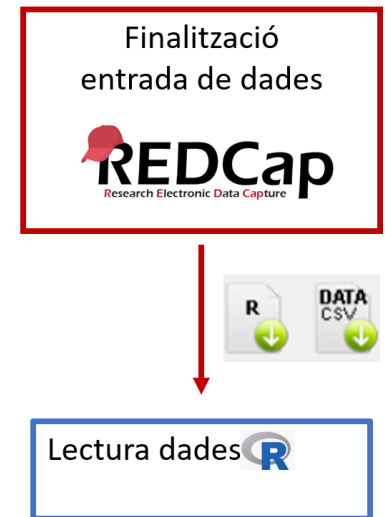 Finalització
entrada de dades
REDCap
Research Electronic Data Capture
R
DATA
CSV
Lectura dades R